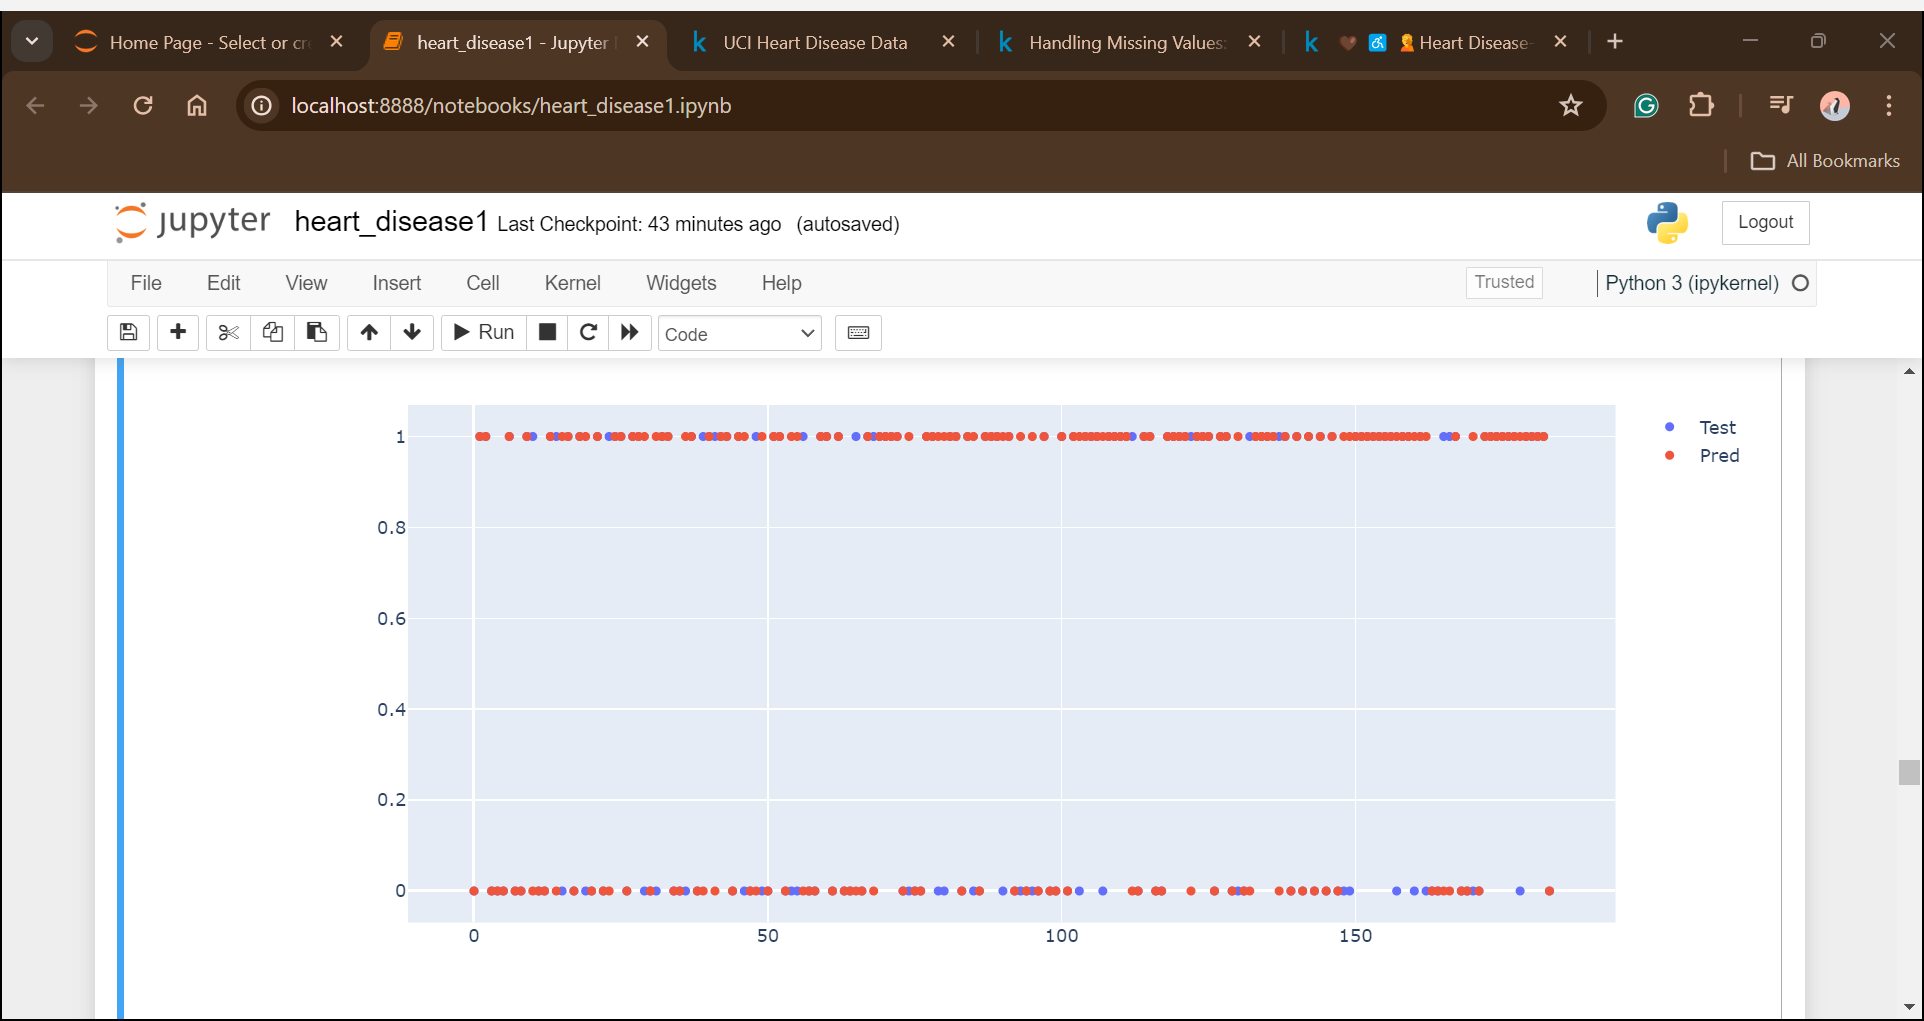 Home Page - Select or cr
heart_disease1 - Jupyter
UCI Heart Disease Data
Handling Missing Values:
Heart Disease-
localhost:8888/notebooks/heart_disease1.ipynb
All Bookmarks
jupyter heart_disease1 Last Checkpoint: 43 minutes ago (autosaved)
Logout
File Edit View Insert Cell Kernel Widgets Help
Trusted
Python 3 (ipykernel)
Run
Code
1
0.8
0.6
0.4
0.2
0
0 50 100 150
Test
Pred